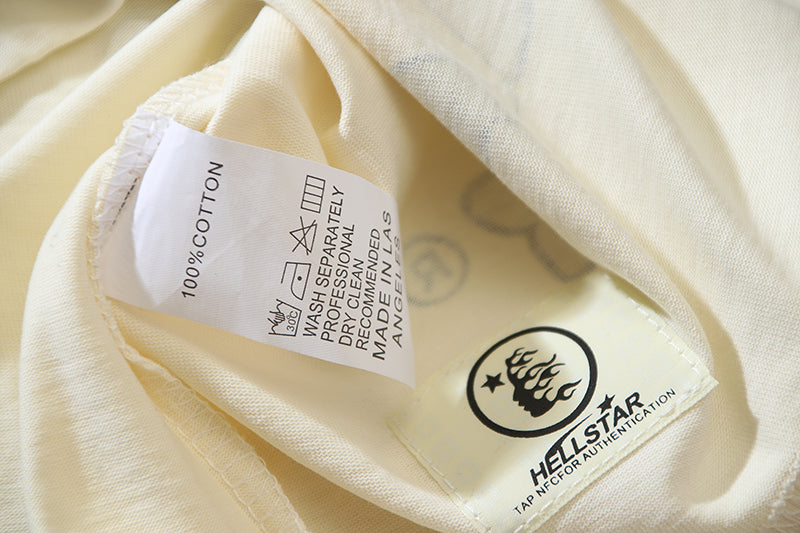 100%COTTON
30℃
WASH SEPARATELY
PROFESSIONAL
DRY CLEAN
RECOMMENDED
MADE IN LAS
ANGELES
®
HELLSTAR
TAP NFCFOR AUTHENTICATION